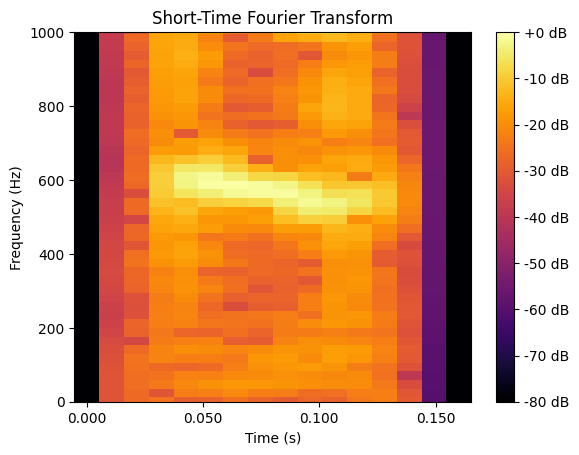 Short-Time Fourier Transform
1000
800
600
400
200
0
Frequency (Hz)
0.000
0.050
0.100
0.150
Time (s)
+0 dB
-10 dB
-20 dB
-30 dB
-40 dB
-50 dB
-60 dB
-70 dB
-80 dB